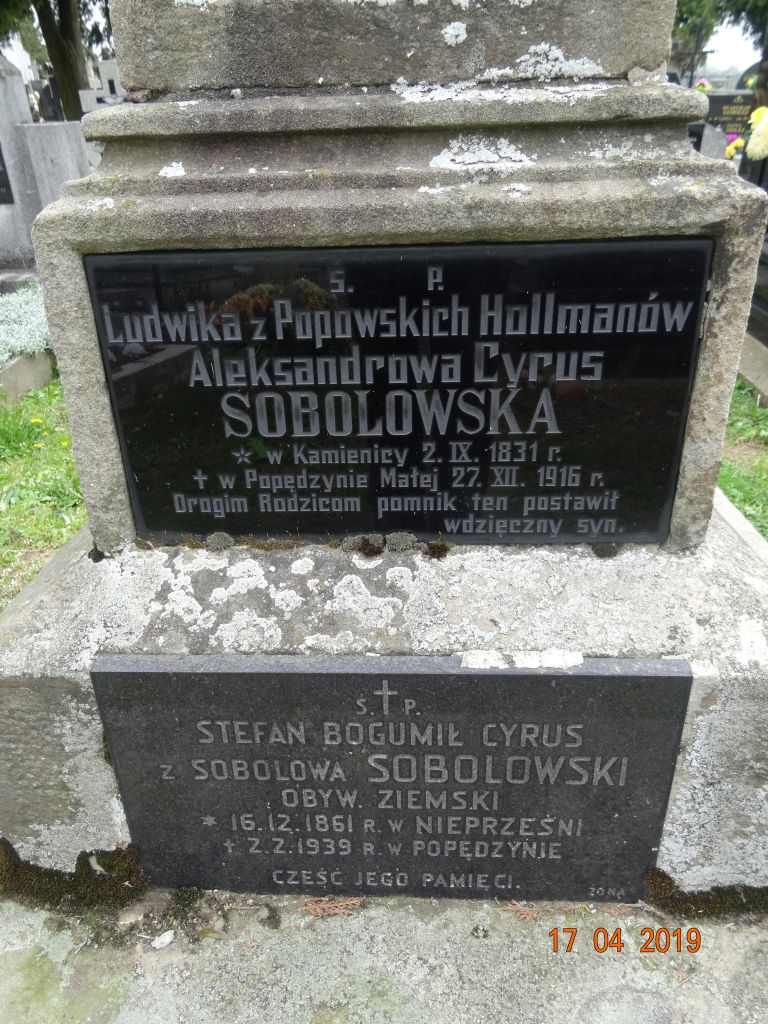 Ś. P.
Ludwika z Popowskich Hollmanów
Aleksandrowa Cyrus
SOBOLOWSKA
* w Kamienicy 2. IX. 1831 r.
+ w Popędzynie Małej 27. XII. 1916 r.
Drogim Rodzicom pomnik ten postawił
wdzięczny syn.
Ś. † P.
STEFAN BOGUMIŁ CYRUS
z SOBOLOWA SOBOLOWSKI
OBYW. ZIEMSKI
* 16.12.1861 R. W NIEPRZEŚNI
† 2.2.1939 R. W POPĘDZYNIE
CZEŚĆ JEGO PAMIĘCI.
ŻONA
17 04 2019